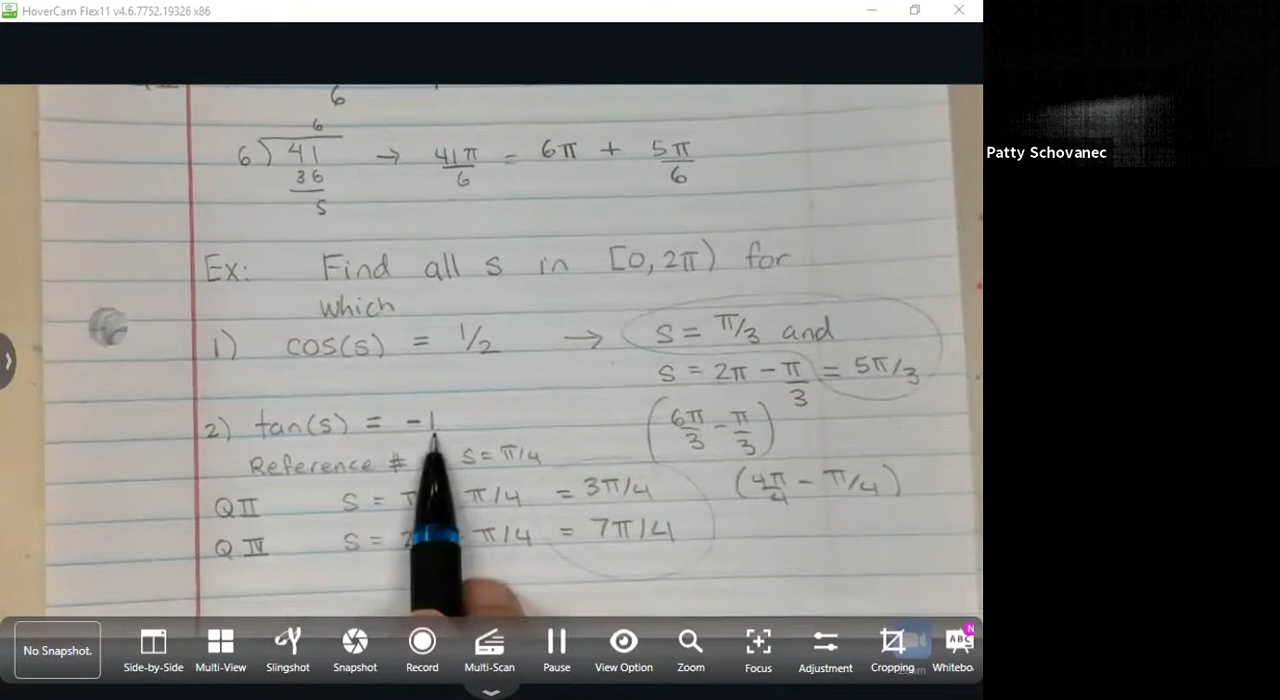 HoverCam Flex11 v4.6.7752.19326 x86
6
6
6 ) 41 → 41π/6 = 6π + 5π/6
36
5
Ex: Find all s in [0, 2π) for
which
1) cos(s) = 1/2 → s = π/3 and
s = 2π - π/3 = 5π/3
(6π/3 - π/3)
2) tan(s) = -1
Reference # s = π/4
QII s = π/4 = 3π/4 (4π/4 - π/4)
QIV s = 2 π/4 = 7π/4
Patty Schovanec
No Snapshot.
Side-by-Side Multi-View Slingshot Snapshot Record Multi-Scan Pause View Option Zoom Focus Adjustment Cropping Whitebo
ABC
N